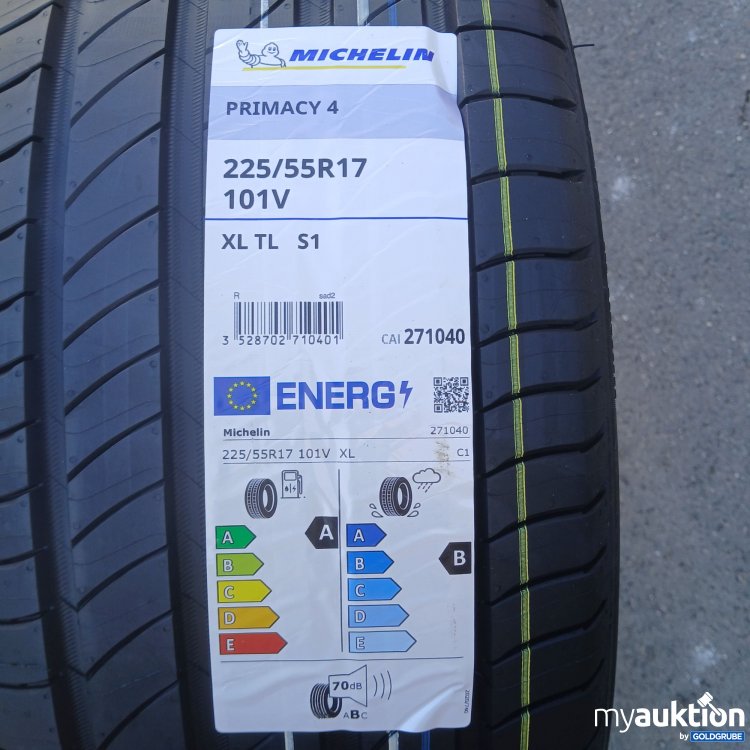 MICHELIN
PRIMACY 4
225/55R17
101V
XL TL S1
R sad2
3 528702 710401
CAI 271040
ENERG
Michelin 271040
225/55R17 101V XL C1
A A
B B
C C
D D
E E
A
B
70dB
ABC
myauktion
by GOLDGRUBE